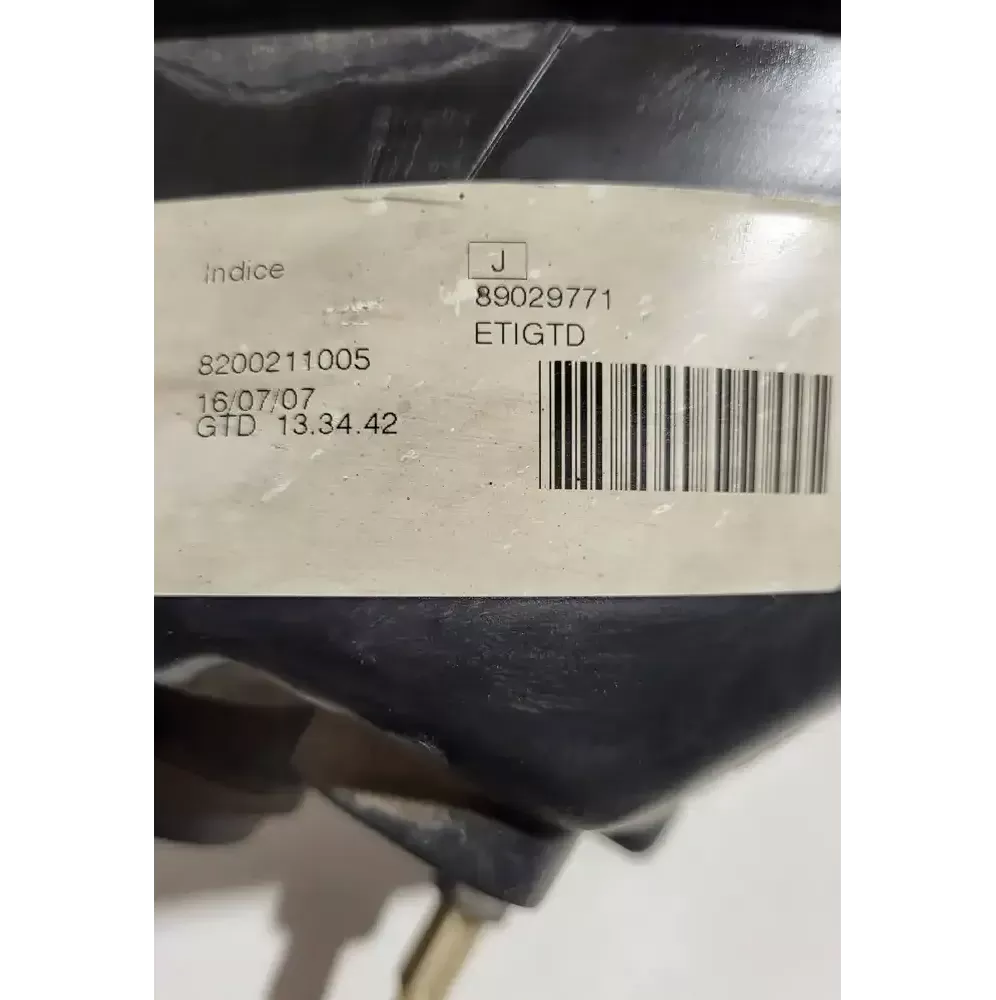 Indice
J
89029771
ETIGTD
8200211005
16/07/07
GTD 13.34.42